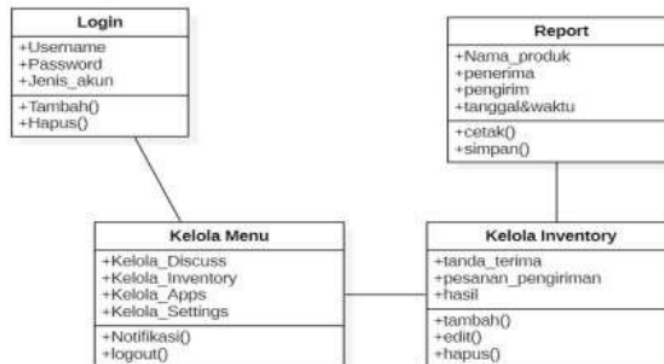 Login
+Username
+Password
+Jenis_akun
+Tambah()
+Hapus()
Report
+Nama_produk
+penerima
+pengirim
+tanggal&waktu
+cetak()
+simpan()
Kelola Menu
+Kelola_Discuss
+Kelola_Inventory
+Kelola_Apps
+Kelola_Settings
+Notifikasi()
+logout()
Kelola Inventory
+tanda_terima
+pesanan_pengiriman
+hasil
+tambah()
+edit()
+hapus()